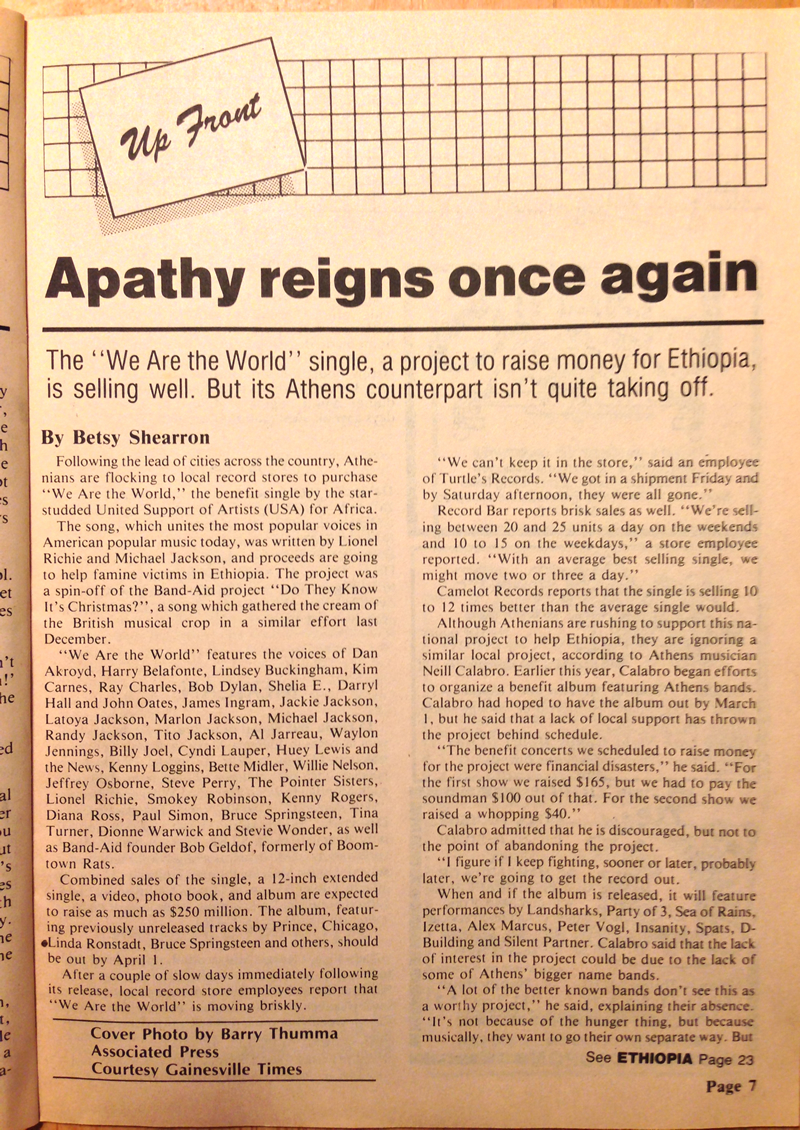 Up Front
Apathy reigns once again
The "We Are the World" single, a project to raise money for Ethiopia,
is selling well. But its Athens counterpart isn't quite taking off.
By Betsy Shearron
Following the lead of cities across the country, Athe-
nians are flocking to local record stores to purchase
"We Are the World," the benefit single by the star-
studded United Support of Artists (USA) for Africa.
The song, which unites the most popular voices in
American popular music today, was written by Lionel
Richie and Michael Jackson, and proceeds are going
to help famine victims in Ethiopia. The project was
a spin-off of the Band-Aid project "Do They Know
It's Christmas?", a song which gathered the cream of
the British musical crop in a similar effort last
December.
"We Are the World" features the voices of Dan
Akroyd, Harry Belafonte, Lindsey Buckingham, Kim
Carnes, Ray Charles, Bob Dylan, Shelia E., Darryl
Hall and John Oates, James Ingram, Jackie Jackson,
Latoya Jackson, Marlon Jackson, Michael Jackson,
Randy Jackson, Tito Jackson, Al Jarreau, Waylon
Jennings, Billy Joel, Cyndi Lauper, Huey Lewis and
the News, Kenny Loggins, Bette Midler, Willie Nelson,
Jeffrey Osborne, Steve Perry, The Pointer Sisters,
Lionel Richie, Smokey Robinson, Kenny Rogers,
Diana Ross, Paul Simon, Bruce Springsteen, Tina
Turner, Dionne Warwick and Stevie Wonder, as well
as Band-Aid founder Bob Geldof, formerly of Boom-
town Rats.
Combined sales of the single, a 12-inch extended
single, a video, photo book, and album are expected
to raise as much as $250 million. The album, featur-
ing previously unreleased tracks by Prince, Chicago,
Linda Ronstadt, Bruce Springsteen and others, should
be out by April 1.
After a couple of slow days immediately following
its release, local record store employees report that
"We Are the World" is moving briskly.
Cover Photo by Barry Thumma
Associated Press
Courtesy Gainesville Times
"We can't keep it in the store," said an employee
of Turtle's Records. "We got in a shipment Friday and
by Saturday afternoon, they were all gone."
Record Bar reports brisk sales as well. "We're sell-
ing between 20 and 25 units a day on the weekends
and 10 to 15 on the weekdays," a store employee
reported. "With an average best selling single, we
might move two or three a day."
Camelot Records reports that the single is selling 10
to 12 times better than the average single would.
Although Athenians are rushing to support this na-
tional project to help Ethiopia, they are ignoring a
similar local project, according to Athens musician
Neill Calabro. Earlier this year, Calabro began efforts
to organize a benefit album featuring Athens bands.
Calabro had hoped to have the album out by March
1, but he said that a lack of local support has thrown
the project behind schedule.
"The benefit concerts we scheduled to raise money
for the project were financial disasters," he said. "For
the first show we raised $165, but we had to pay the
soundman $100 out of that. For the second show we
raised a whopping $40."
Calabro admitted that he is discouraged, but not to
the point of abandoning the project.
"I figure if I keep fighting, sooner or later, probably
later, we're going to get the record out.
When and if the album is released, it will feature
performances by Landsharks, Party of 3, Sea of Rains,
Izetta, Alex Marcus, Peter Vogl, Insanity, Spats, D-
Building and Silent Partner. Calabro said that the lack
of interest in the project could be due to the lack of
some of Athens' bigger name bands.
"A lot of the better known bands don't see this as
a worthy project," he said, explaining their absence.
"It's not because of the hunger thing, but because
musically, they want to go their own separate way. But
See ETHIOPIA Page 23
Page 7